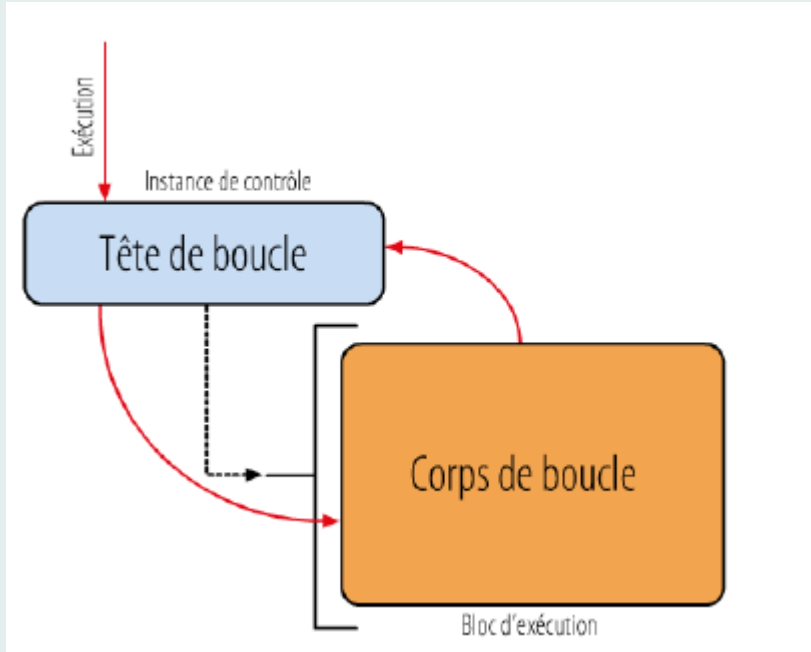 Exécution
Instance de contrôle
Tête de boucle
Corps de boucle
Bloc d'exécution